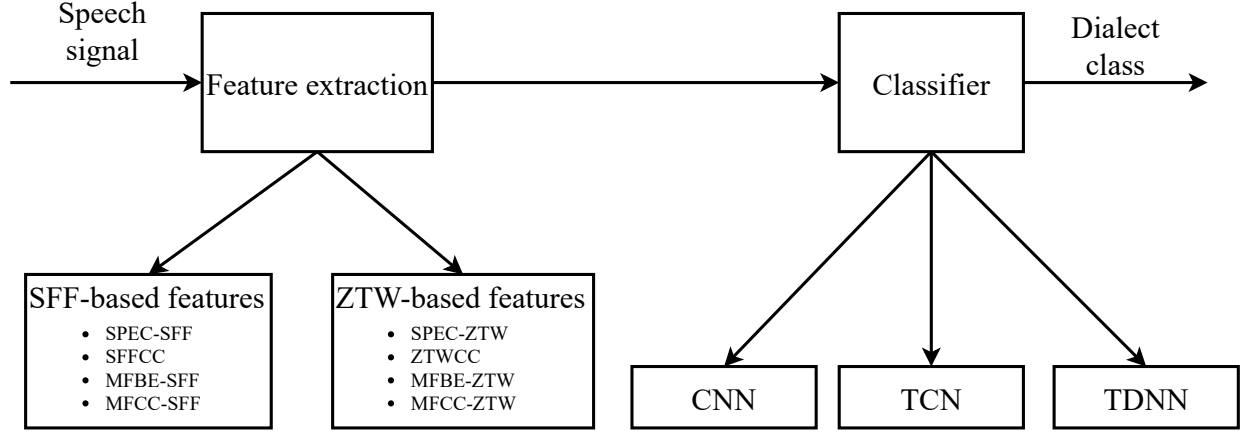 Speech
signal
Feature extraction
Classifier
Dialect
class
SFF-based features
• SPEC-SFF
• SFFCC
• MFBE-SFF
• MFCC-SFF
ZTW-based features
• SPEC-ZTW
• ZTWCC
• MFBE-ZTW
• MFCC-ZTW
CNN
TCN
TDNN